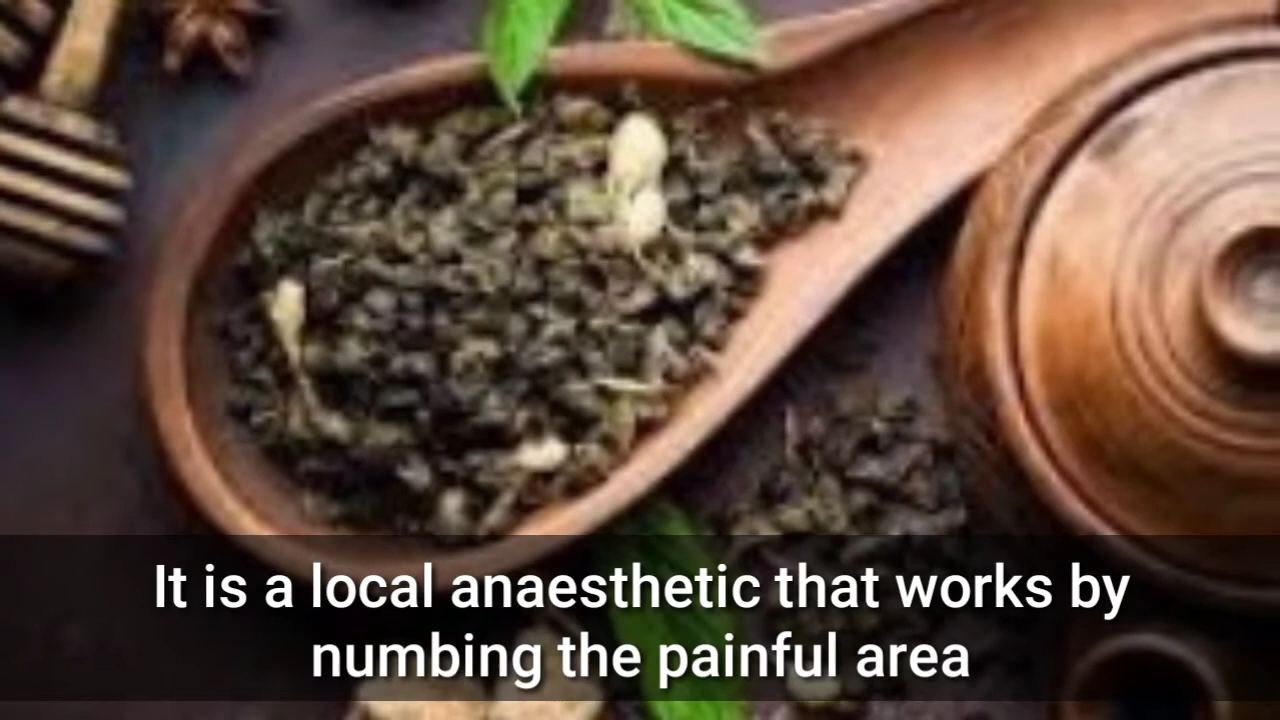 It is a local anaesthetic that works by
numbing the painful area